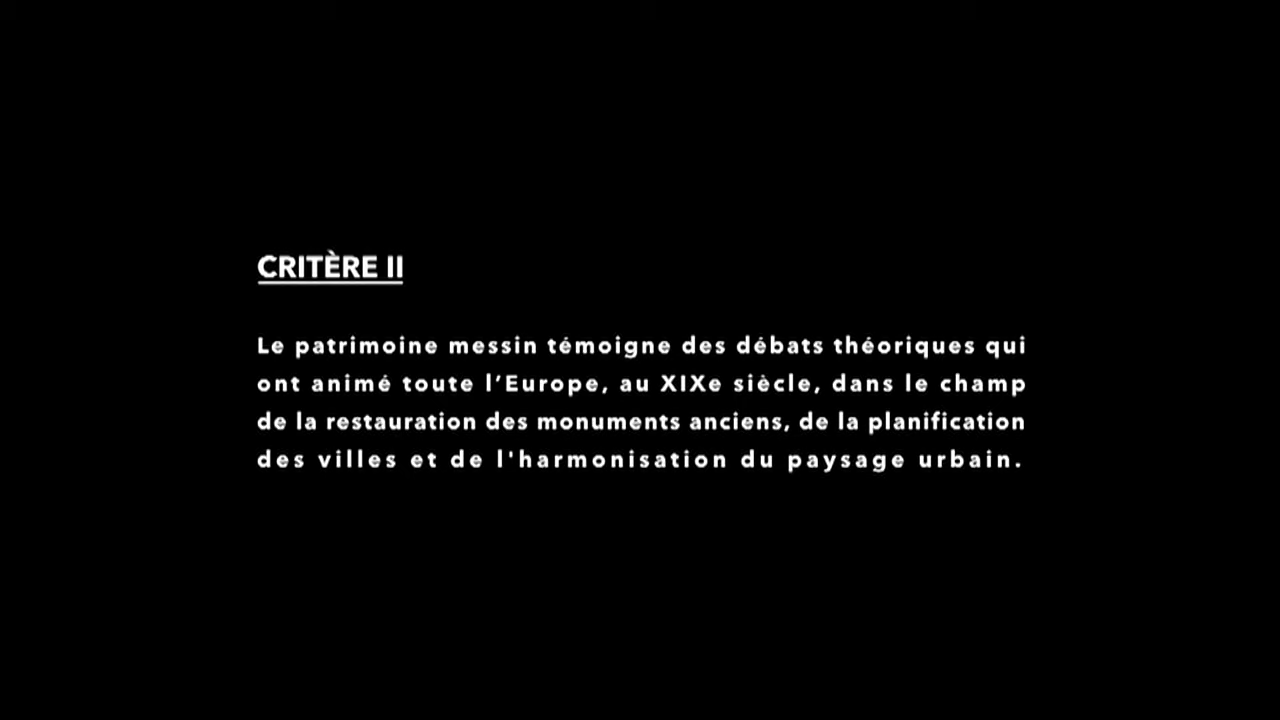 CRITÈRE II
Le patrimoine messin témoigne des débats théoriques qui
ont animé toute l’Europe, au XIXe siècle, dans le champ
de la restauration des monuments anciens, de la planification
des villes et de l'harmonisation du paysage urbain.